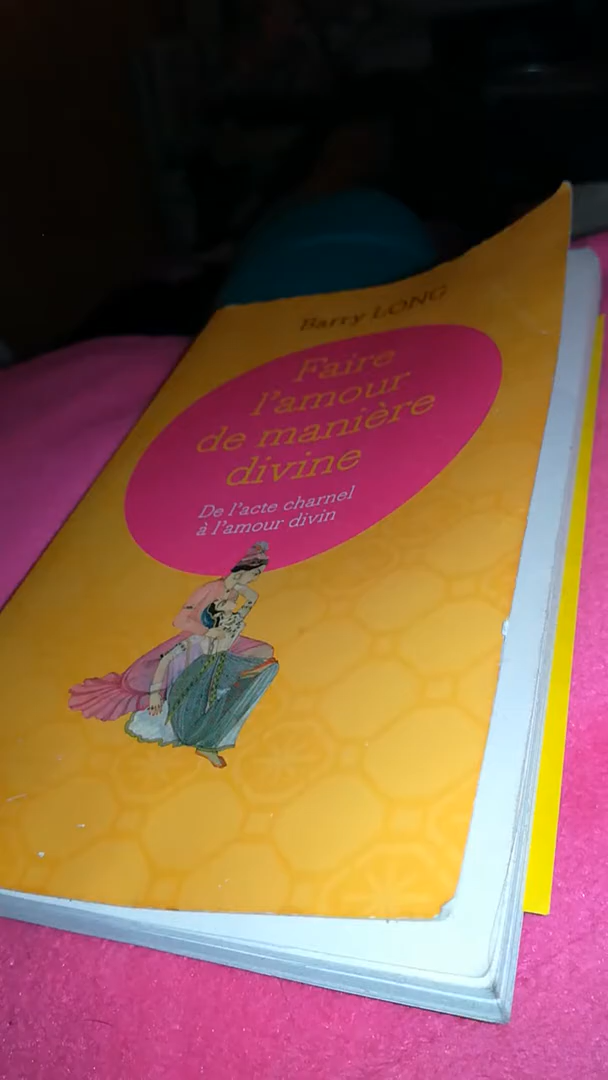 Barry LONG
Faire
l'amour
de manière
divine
De l'acte charnel
à l'amour divin